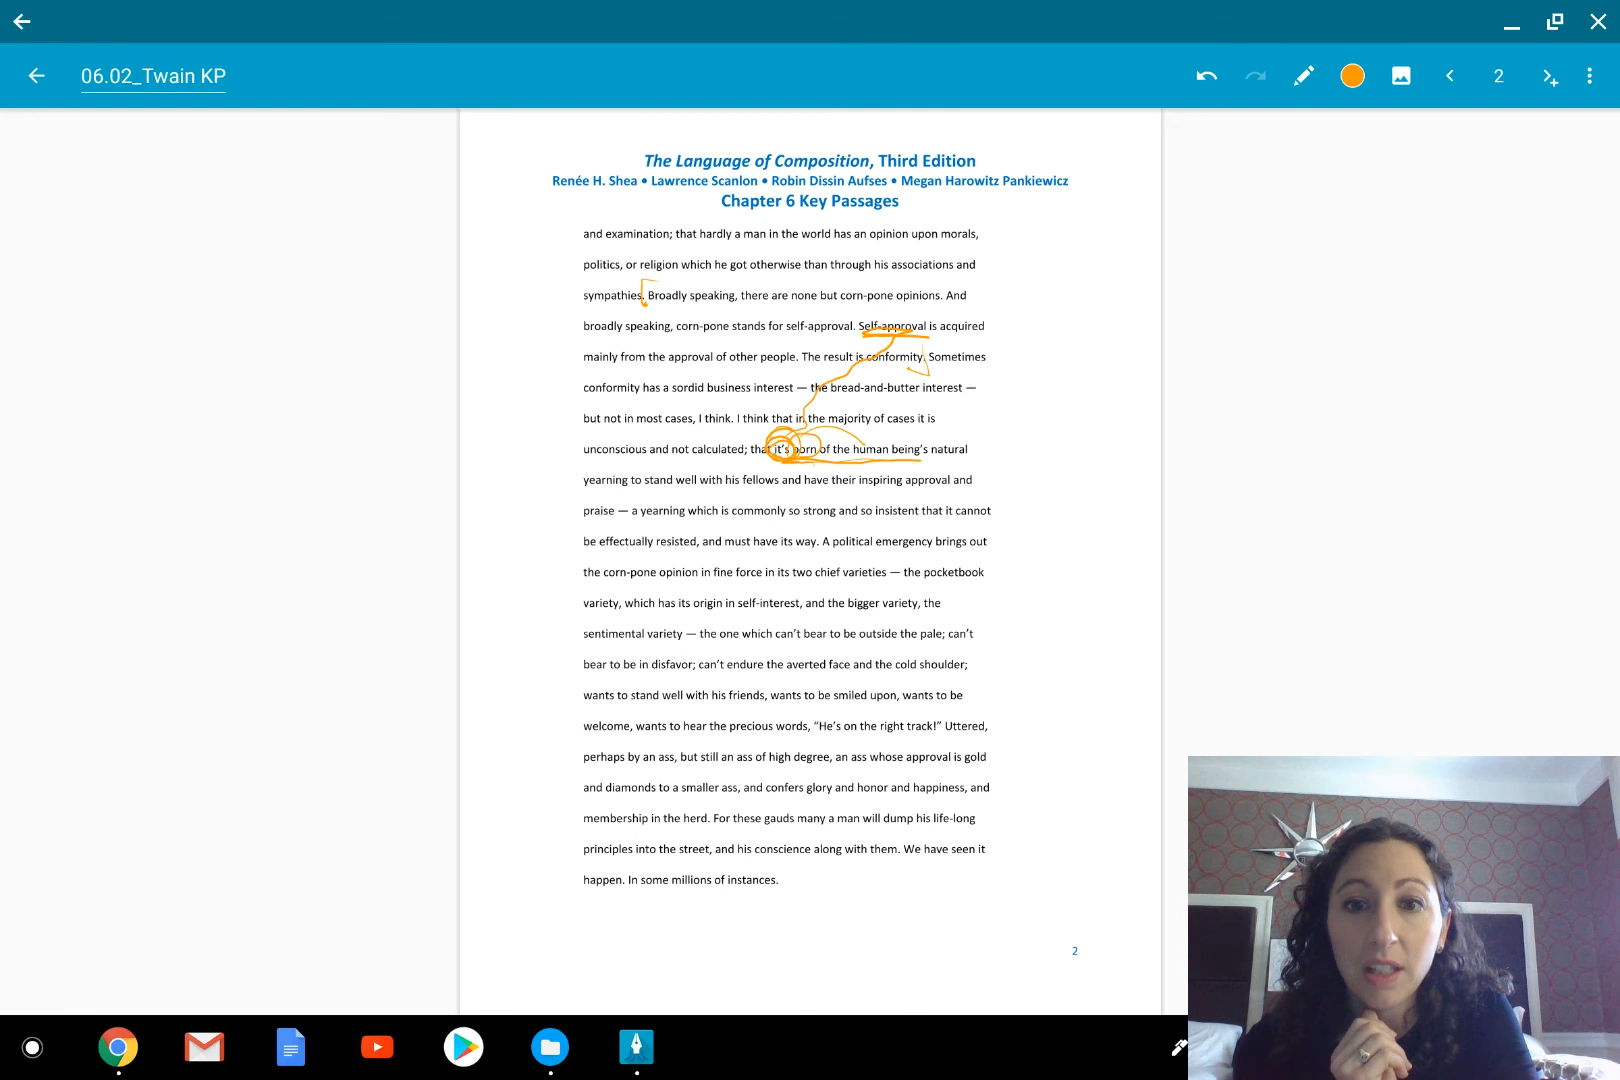 06.02_Twain KP
2
The Language of Composition, Third Edition
Renée H. Shea • Lawrence Scanlon • Robin Dissin Aufses • Megan Harowitz Pankiewicz
Chapter 6 Key Passages
and examination; that hardly a man in the world has an opinion upon morals,
politics, or religion which he got otherwise than through his associations and
sympathies. Broadly speaking, there are none but corn-pone opinions. And
broadly speaking, corn-pone stands for self-approval. Self-approval is acquired
mainly from the approval of other people. The result is conformity. Sometimes
conformity has a sordid business interest — the bread-and-butter interest —
but not in most cases, I think. I think that in the majority of cases it is
unconscious and not calculated; that it’s born of the human being’s natural
yearning to stand well with his fellows and have their inspiring approval and
praise — a yearning which is commonly so strong and so insistent that it cannot
be effectually resisted, and must have its way. A political emergency brings out
the corn-pone opinion in fine force in its two chief varieties — the pocketbook
variety, which has its origin in self-interest, and the bigger variety, the
sentimental variety — the one which can’t bear to be outside the pale; can’t
bear to be in disfavor; can’t endure the averted face and the cold shoulder;
wants to stand well with his friends, wants to be smiled upon, wants to be
welcome, wants to hear the precious words, “He’s on the right track!” Uttered,
perhaps by an ass, but still an ass of high degree, an ass whose approval is gold
and diamonds to a smaller ass, and confers glory and honor and happiness, and
membership in the herd. For these gauds many a man will dump his life-long
principles into the street, and his conscience along with them. We have seen it
happen. In some millions of instances.
2